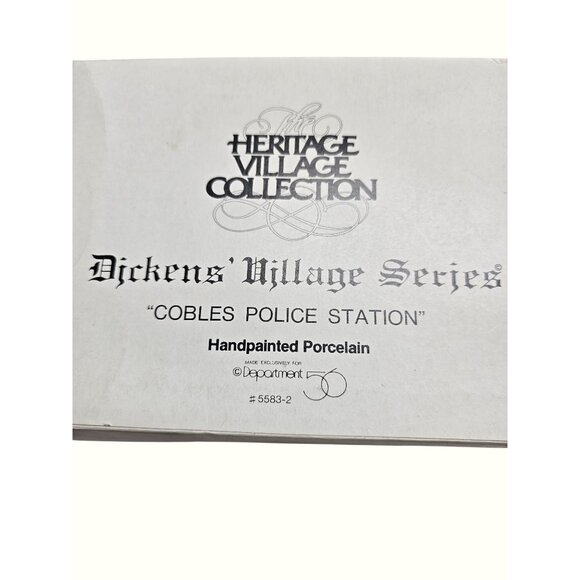 The
HERITAGE
VILLAGE
COLLECTION
Dickens' Village Series©
"COBLES POLICE STATION"
Handpainted Porcelain
MADE EXCLUSIVELY FOR
© Department 56
# 5583-2